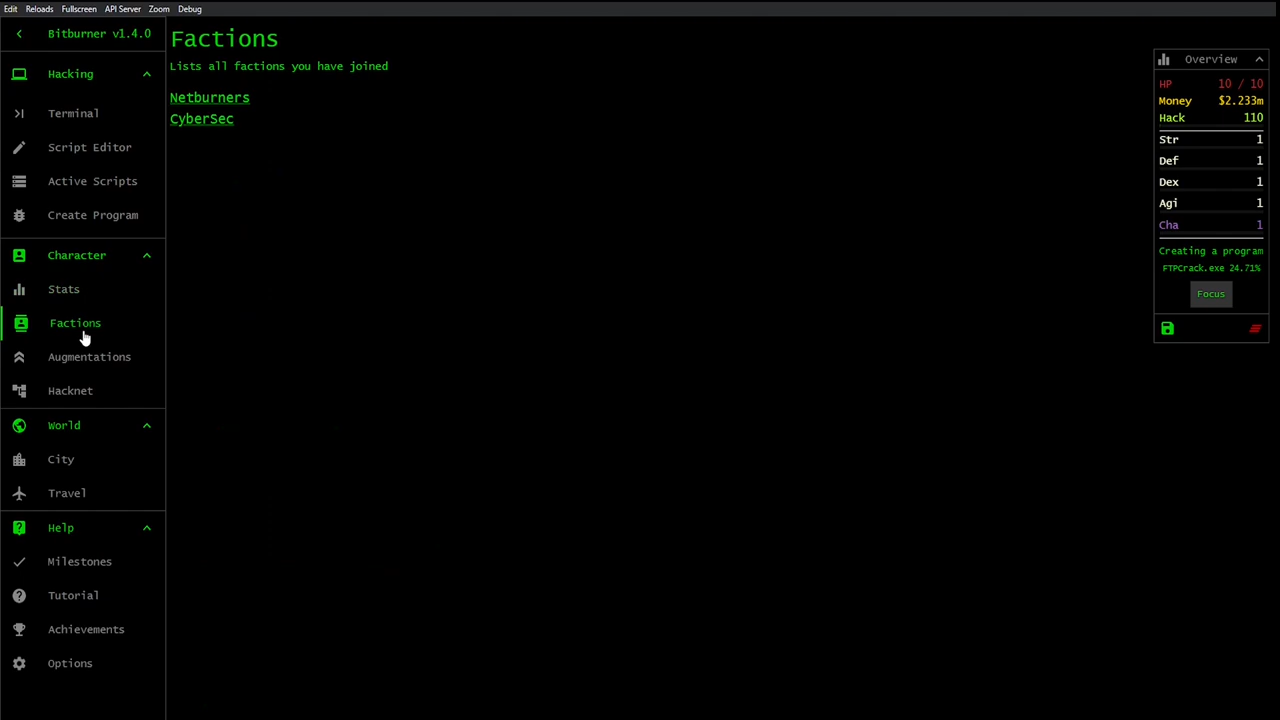 Edit Reloads Fullscreen API Server Zoom Debug
Bitburner v1.4.0
Hacking
Terminal
Script Editor
Active Scripts
Create Program
Character
Stats
Factions
Augmentations
Hacknet
World
City
Travel
Help
Milestones
Tutorial
Achievements
Options
Factions
Lists all factions you have joined
Netburners
CyberSec
Overview
HP 10 / 10
Money $2.233m
Hack 110
Str 1
Def 1
Dex 1
Agi 1
Cha 1
Creating a program
FTPCrack.exe 24.71%
Focus